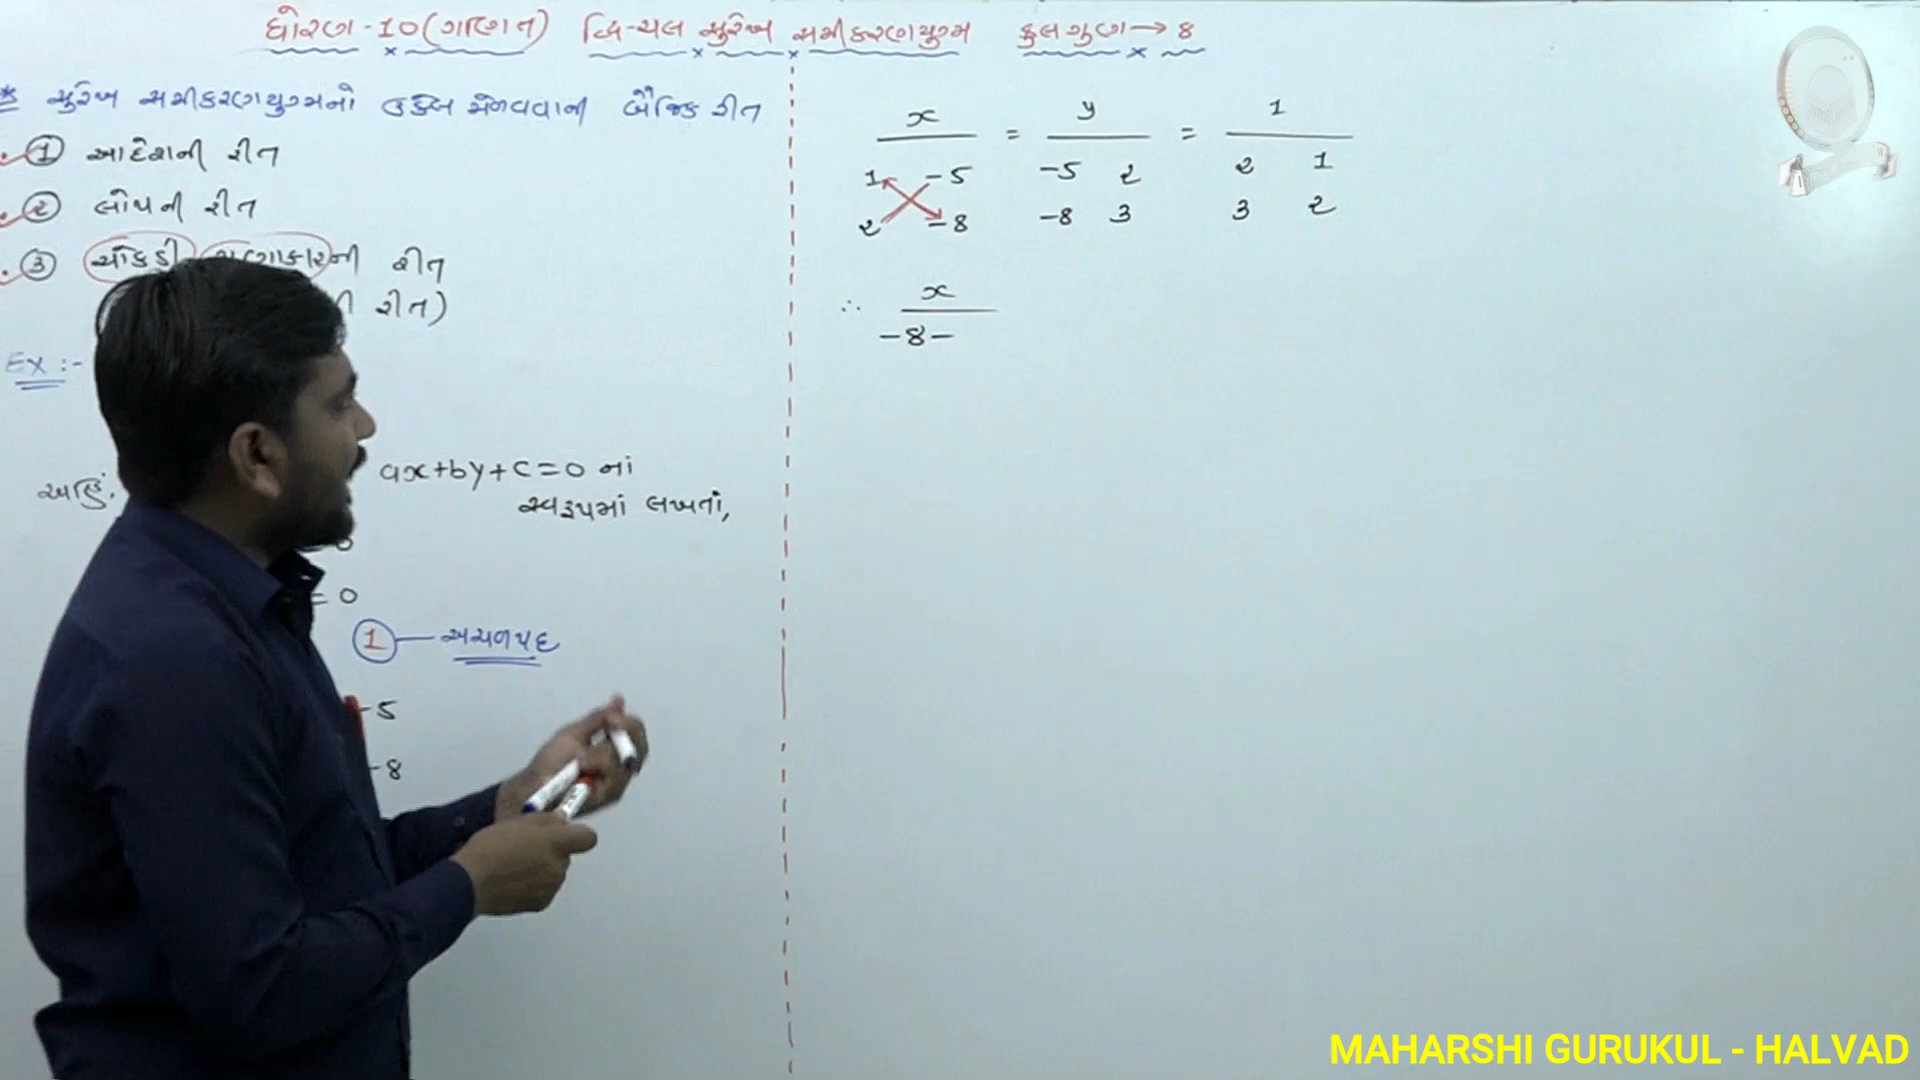 ધોરણ - 10 (ગણિત) દ્વિ-ચલ સુરેખ સમીકરણયુગ્મ કુલ ગુણ → 8
* સુરેખ સમીકરણયુગ્મનો ઉકેલ મેળવવાની બૈજિક રીત
① આદેશની રીત
② લોપની રીત
③ ચોકડી ગુણાકારની રીત
ની રીત)
EX :-
અહીં, ax+by+c=0 નાં
સ્વરૂપમાં લખતાં,
= 0
1 — અચળપદ
-5
-8
x = y = 1
1 -5 -5 2 2 1
2 -8 -8 3 3 2
∴ x
-8-
MAHARSHI GURUKUL - HALVAD